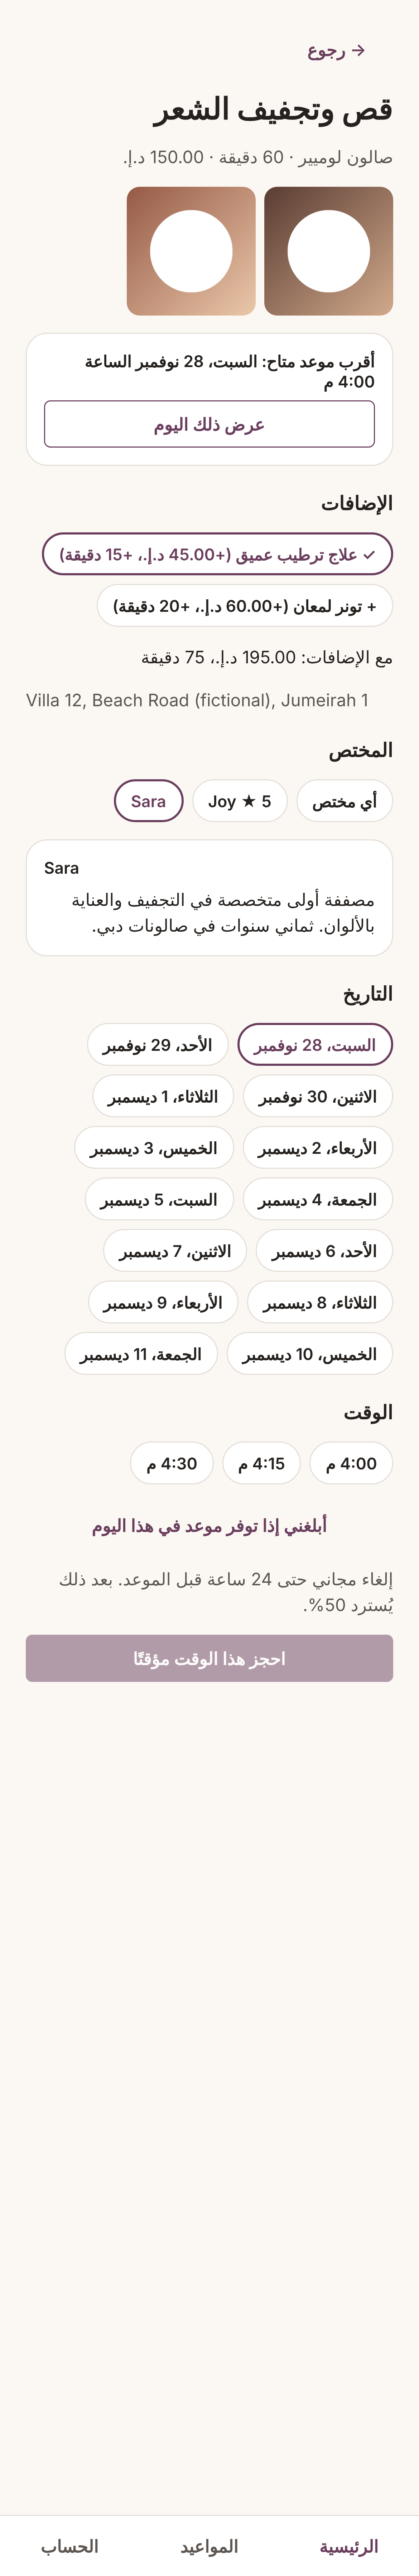 → رجوع
قص وتجفيف الشعر
صالون لوميير · 60 دقيقة · 150.00 د.إ.
أقرب موعد متاح: السبت، 28 نوفمبر الساعة
4:00 م
عرض ذلك اليوم
الإضافات
✓ علاج ترطيب عميق (+45.00 د.إ.، +15 دقيقة)
+ تونر لمعان (+60.00 د.إ.، +20 دقيقة)
مع الإضافات: 195.00 د.إ.، 75 دقيقة
Villa 12, Beach Road (fictional), Jumeirah 1
المختص
أي مختص
Joy ★ 5
Sara
Sara
مصففة أولى متخصصة في التجفيف والعناية
بالألوان. ثماني سنوات في صالونات دبي.
التاريخ
السبت، 28 نوفمبر
الأحد، 29 نوفمبر
الاثنين، 30 نوفمبر
الثلاثاء، 1 ديسمبر
الأربعاء، 2 ديسمبر
الخميس، 3 ديسمبر
الجمعة، 4 ديسمبر
السبت، 5 ديسمبر
الأحد، 6 ديسمبر
الاثنين، 7 ديسمبر
الثلاثاء، 8 ديسمبر
الأربعاء، 9 ديسمبر
الخميس، 10 ديسمبر
الجمعة، 11 ديسمبر
الوقت
4:00 م
4:15 م
4:30 م
أبلغني إذا توفر موعد في هذا اليوم
إلغاء مجاني حتى 24 ساعة قبل الموعد. بعد ذلك
يُسترد 50%.
احجز هذا الوقت مؤقتًا
الرئيسية
المواعيد
الحساب